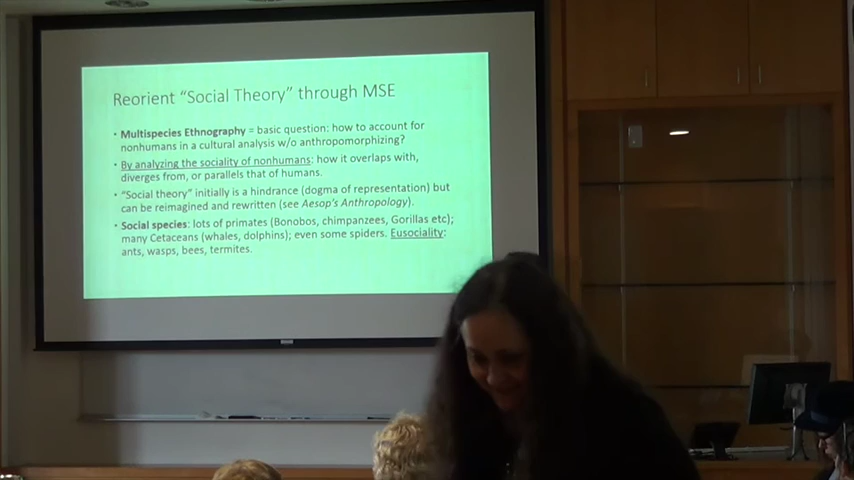 Reorient “Social Theory” through MSE
• Multispecies Ethnography = basic question: how to account for
nonhumans in a cultural analysis w/o anthropomorphizing?
• By analyzing the sociality of nonhumans: how it overlaps with,
diverges from, or parallels that of humans.
• “Social theory” initially is a hindrance (dogma of representation) but
can be reimagined and rewritten (see Aesop’s Anthropology).
• Social species: lots of primates (Bonobos, chimpanzees, Gorillas etc);
many Cetaceans (whales, dolphins); even some spiders. Eusociality:
ants, wasps, bees, termites.